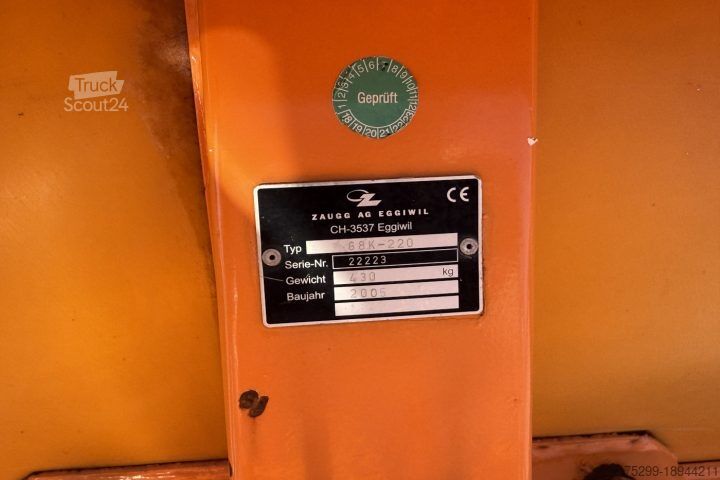 Truck
Scout24
1 2 3 4 5 6 7 8 9 10 11 12
Geprüft
18 19 20 21 22 23
CE
ZAUGG AG EGGIWIL
CH-3537 Eggiwil
Typ G8K-220
Serie-Nr. 22223
Gewicht 430 kg
Baujahr 2005
75299-18944211